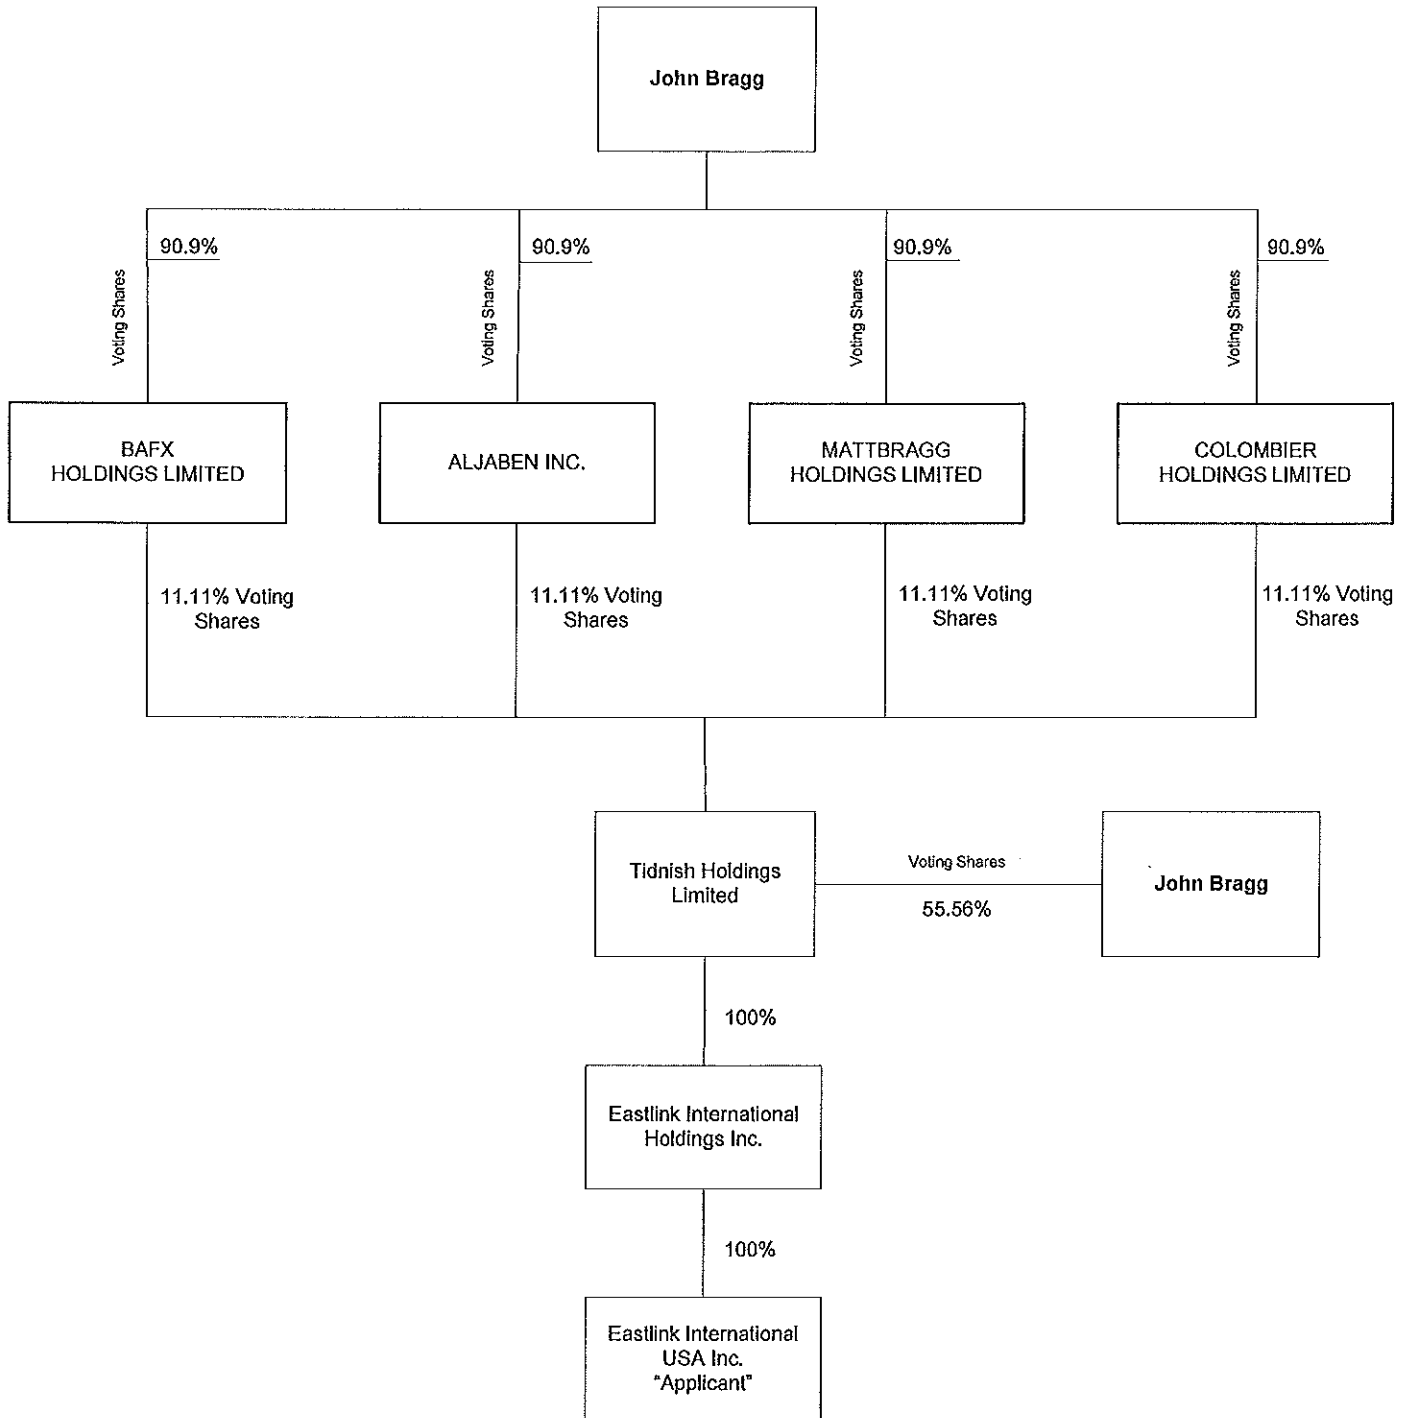 John Bragg
90.9%
90.9%
90.9%
90.9%
Voting Shares
Voting Shares
Voting Shares
Voting Shares
BAFX
HOLDINGS LIMITED
ALJABEN INC.
MATTBRAGG
HOLDINGS LIMITED
COLOMBIER
HOLDINGS LIMITED
11.11% Voting
Shares
11.11% Voting
Shares
11.11% Voting
Shares
11.11% Voting
Shares
Tidnish Holdings
Limited
Voting Shares
55.56%
John Bragg
100%
Eastlink International
Holdings Inc.
100%
Eastlink International
USA Inc.
"Applicant"